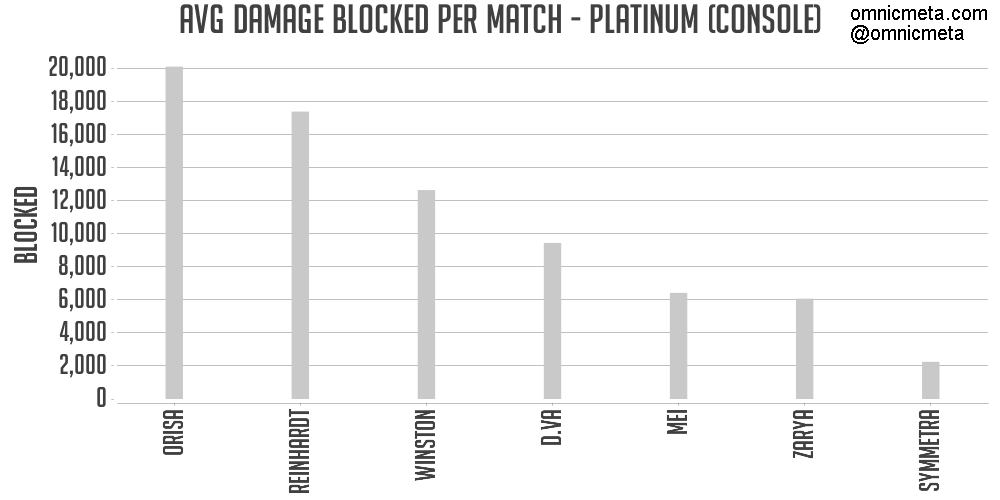 AVG DAMAGE BLOCKED PER MATCH - PLATINUM (CONSOLE)
omnicmeta.com
@omnicmeta
BLOCKED
20,000
18,000
16,000
14,000
12,000
10,000
8,000
6,000
4,000
2,000
0
ORISA
REINHARDT
WINSTON
D.VA
MEI
ZARYA
SYMMETRA